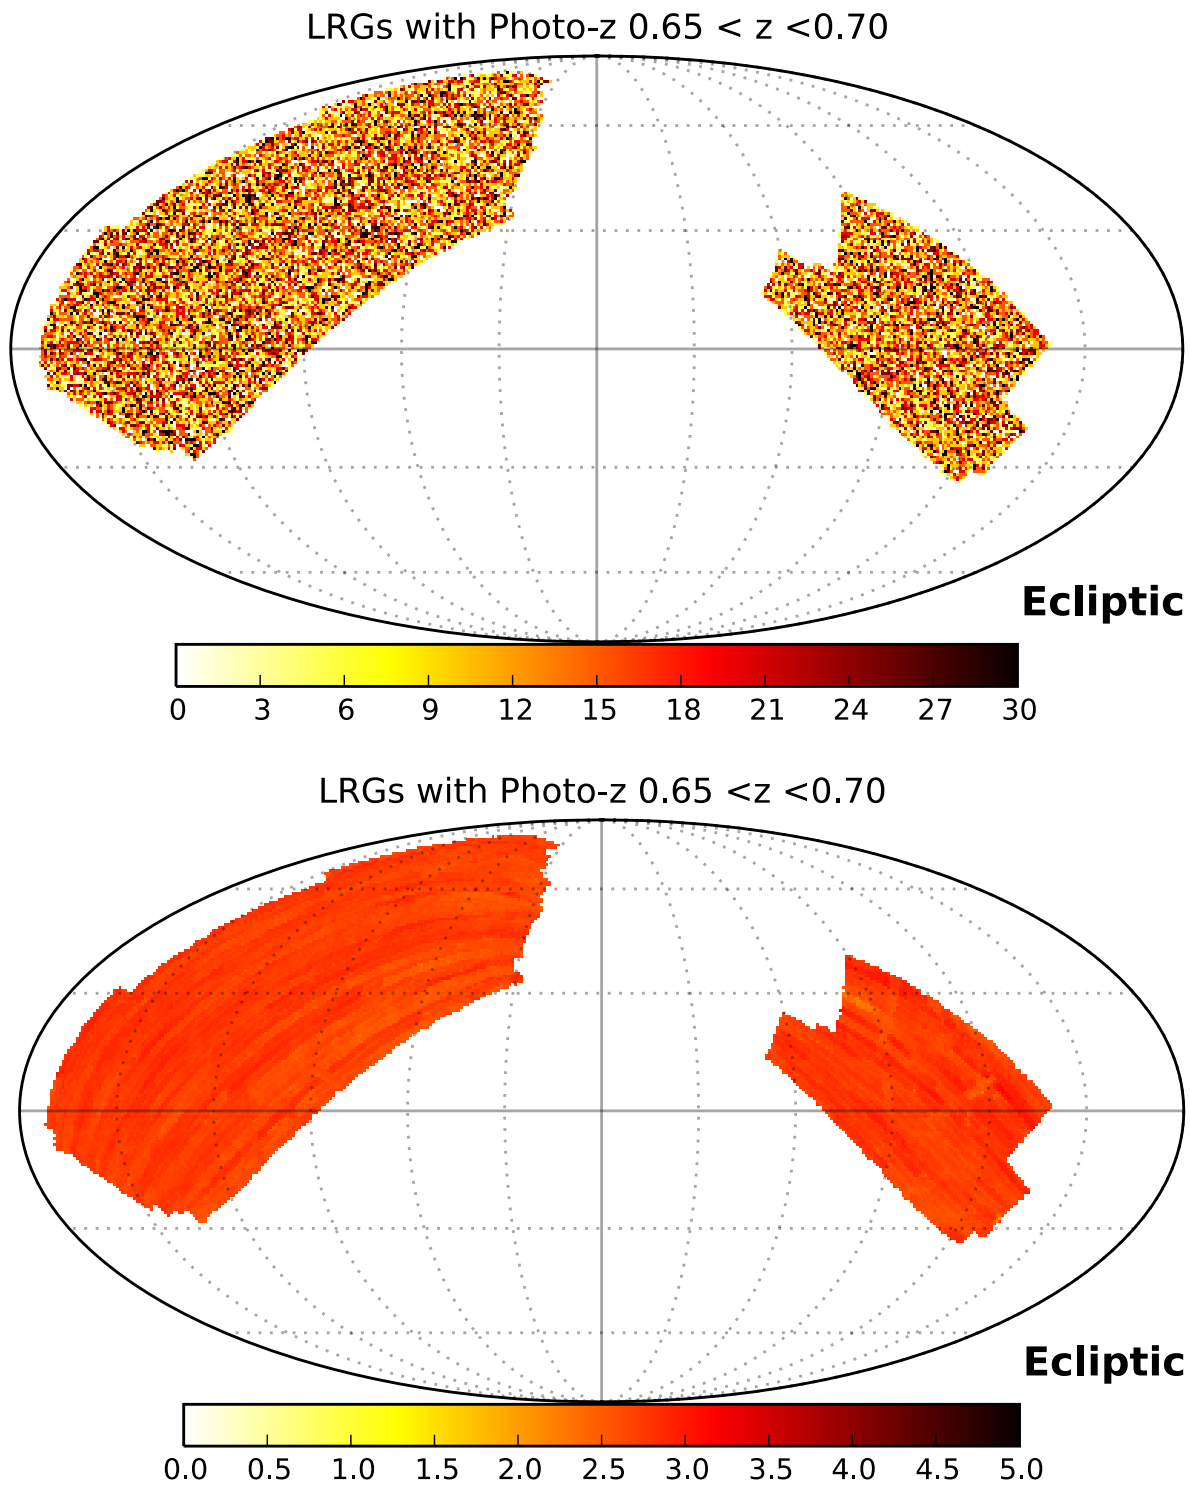 LRGs with Photo-z 0.65 < z <0.70
Ecliptic
0 3 6 9 12 15 18 21 24 27 30
LRGs with Photo-z 0.65 <z <0.70
Ecliptic
0.0 0.5 1.0 1.5 2.0 2.5 3.0 3.5 4.0 4.5 5.0